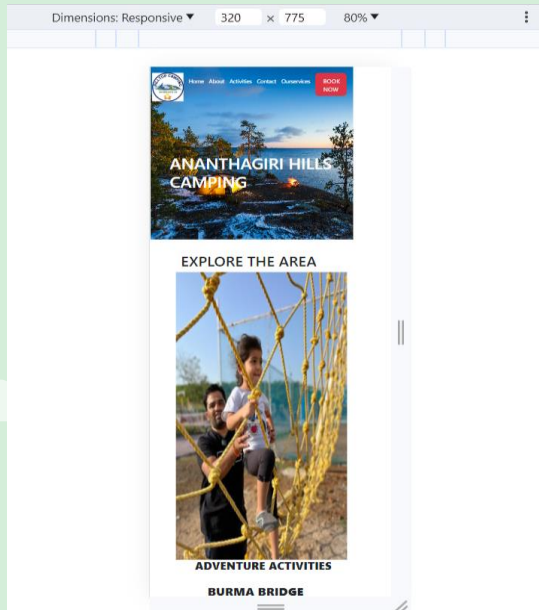 Dimensions: Responsive ▼ 320 × 775 80% ▼
Home About Activities Contact Ourservices BOOK NOW
ANANTHAGIRI HILLS
CAMPING
EXPLORE THE AREA
ADVENTURE ACTIVITIES
BURMA BRIDGE